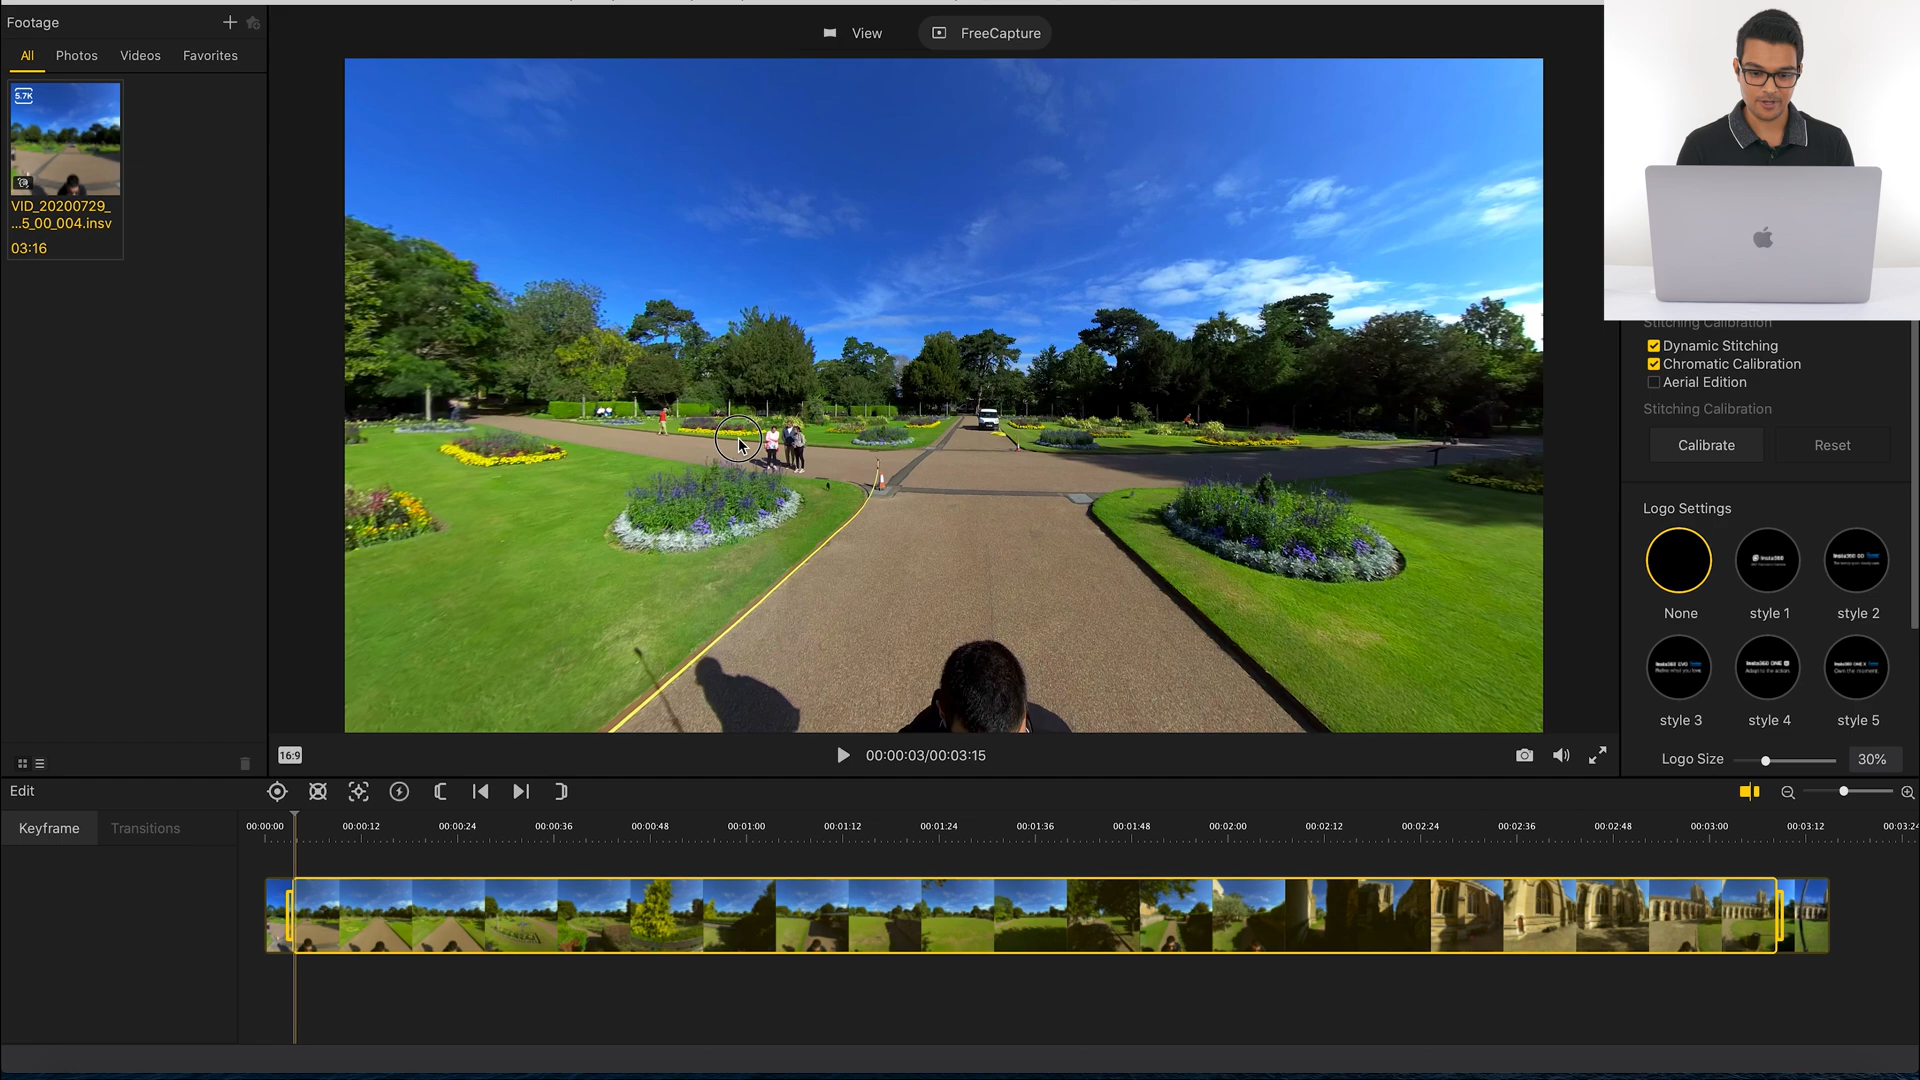 Footage
All Photos Videos Favorites
5.7K
VID_20200729_
...5_00_004.insv
03:16
View
FreeCapture
Stitching Calibration
Dynamic Stitching
Chromatic Calibration
Aerial Edition
Stitching Calibration
Calibrate
Reset
Logo Settings
None
style 1
style 2
style 3
style 4
style 5
Logo Size
30%
16:9
00:00:03/00:03:15
Edit
Keyframe
Transitions
00:00:00 00:00:12 00:00:24 00:00:36 00:00:48 00:01:00 00:01:12 00:01:24 00:01:36 00:01:48 00:02:00 00:02:12 00:02:24 00:02:36 00:02:48 00:03:00 00:03:12 00:03:24